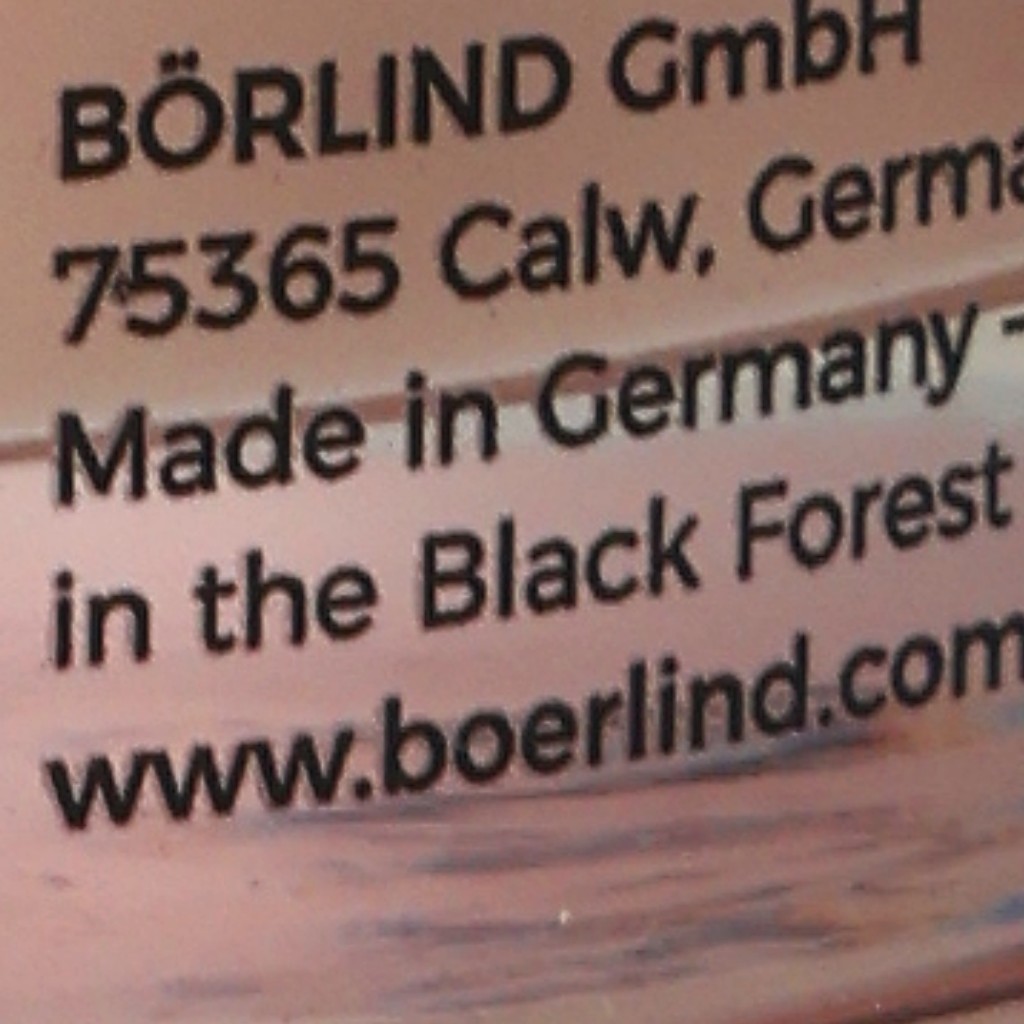 BÖRLIND GmbH
75365 Calw, Germa
Made in Germany -
in the Black Forest
www.boerlind.com